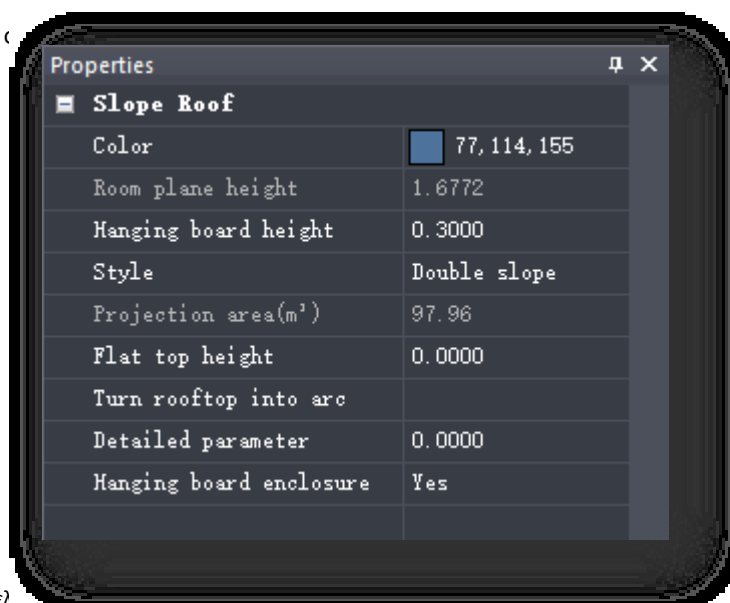 Properties
Slope Roof
Color 77,114,155
Room plane height 1.6772
Hanging board height 0.3000
Style Double slope
Projection area(m²) 97.96
Flat top height 0.0000
Turn rooftop into arc
Detailed parameter 0.0000
Hanging board enclosure Yes